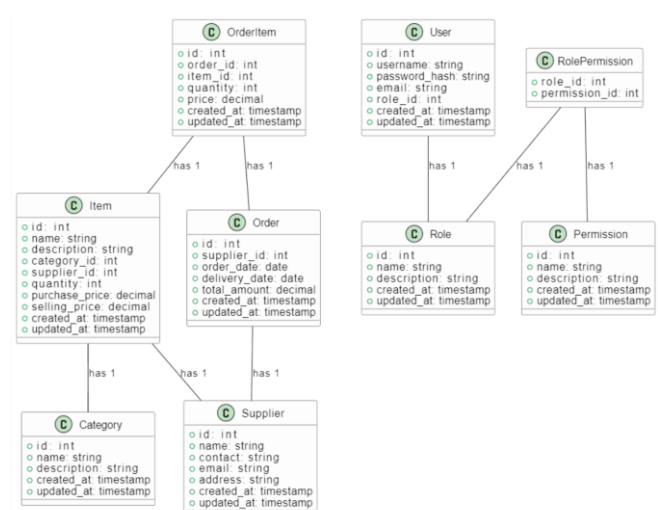 C OrderItem
id: int
order_id: int
item_id: int
quantity: int
price: decimal
created_at: timestamp
updated_at: timestamp
C User
id: int
username: string
password_hash: string
email: string
role_id: int
created_at: timestamp
updated_at: timestamp
C RolePermission
role_id: int
permission_id: int
has 1
has 1
has 1
has 1
has 1
C Item
id: int
name: string
description: string
category_id: int
supplier_id: int
quantity: int
purchase_price: decimal
selling_price: decimal
created_at: timestamp
updated_at: timestamp
C Order
id: int
supplier_id: int
order_date: date
delivery_date: date
total_amount: decimal
created_at: timestamp
updated_at: timestamp
C Role
id: int
name: string
description: string
created_at: timestamp
updated_at: timestamp
C Permission
id: int
name: string
description: string
created_at: timestamp
updated_at: timestamp
has 1
has 1
has 1
C Category
id: int
name: string
description: string
created_at: timestamp
updated_at: timestamp
C Supplier
id: int
name: string
contact: string
email: string
address: string
created_at: timestamp
updated_at: timestamp